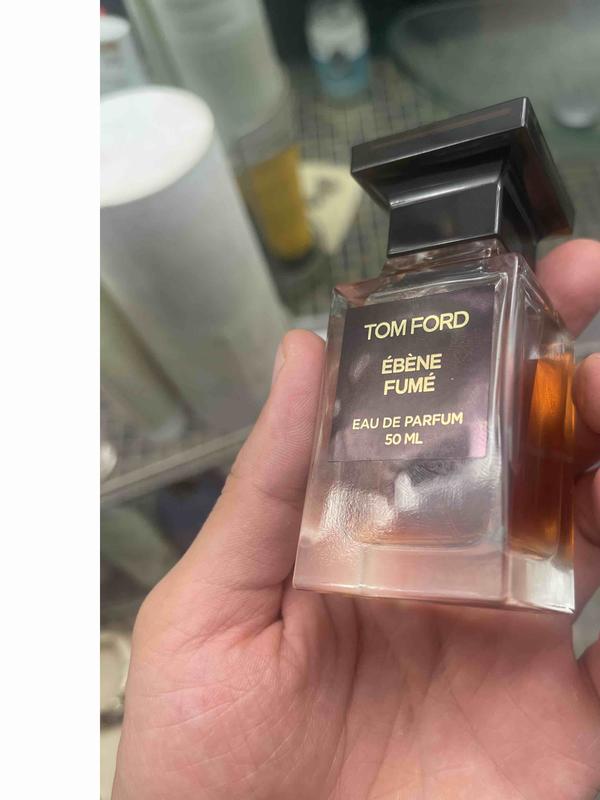 TOM FORD
ÉBÈNE
FUMÉ
EAU DE PARFUM
50 ML